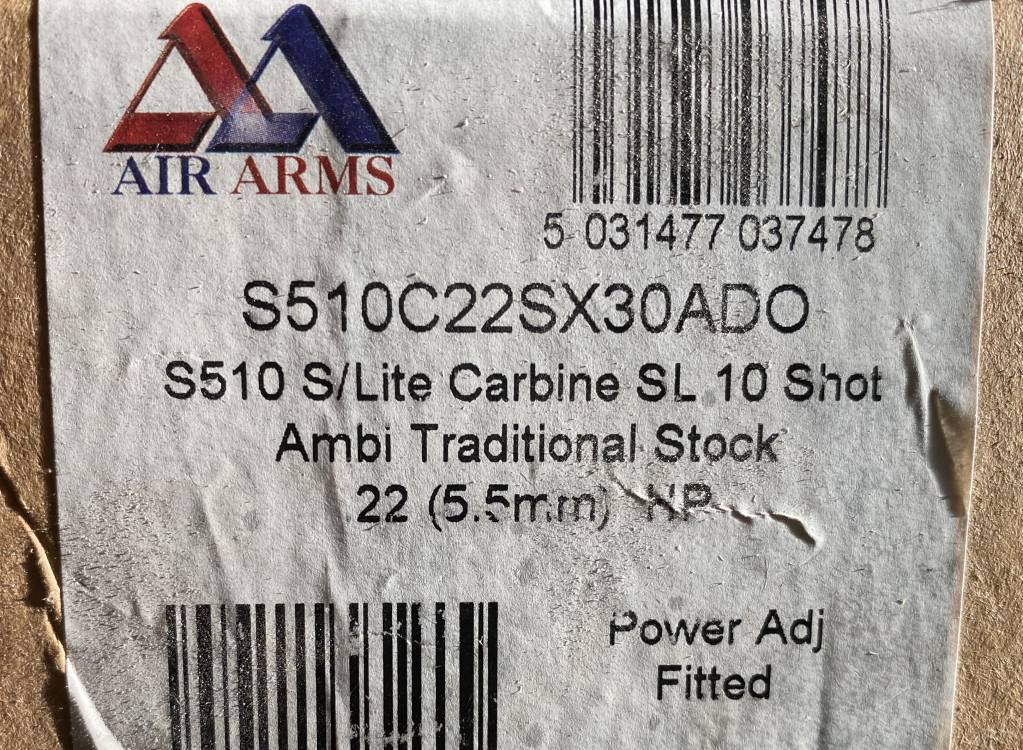 AIR ARMS
5 031477 037478
S510C22SX30ADO
S510 S/Lite Carbine SL 10 Shot
Ambi Traditional Stock
.22 (5.5mm) HP
Power Adj
Fitted